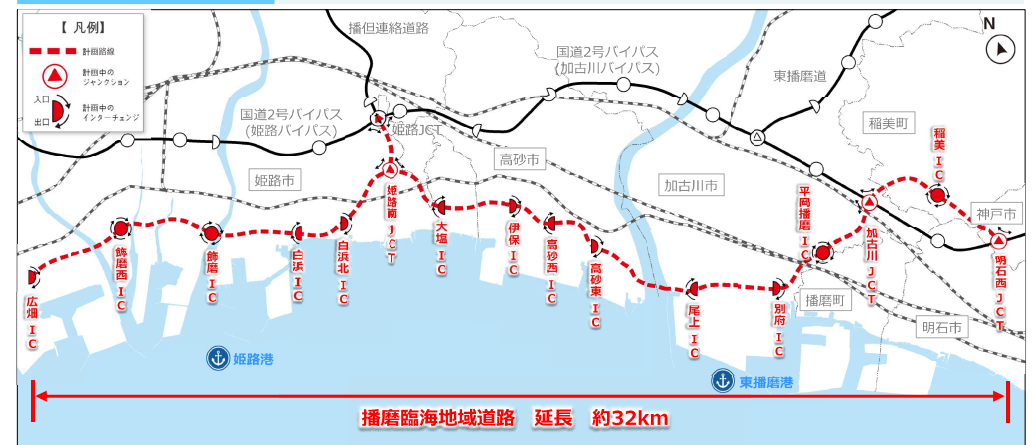 【 凡例】
計画路線
計画中の
ジャンクション
入口
出口
計画中の
インターチェンジ
播但連絡道路
国道2号バイパス
(加古川バイパス)
東播磨道
N
国道2号バイパス
(姫路バイパス)
姫路JCT
稲美町
稲美IC
高砂市
姫路市
加古川市
神戸市
平岡播磨IC
姫路南JCT
大塩IC
伊保IC
高砂西IC
高砂東IC
加古川JCT
明石西JCT
飾磨西IC
飾磨IC
白浜IC
白浜北IC
広畑IC
尾上IC
別府IC
播磨町
明石市
姫路港
東播磨港
播磨臨海地域道路 延長 約32km